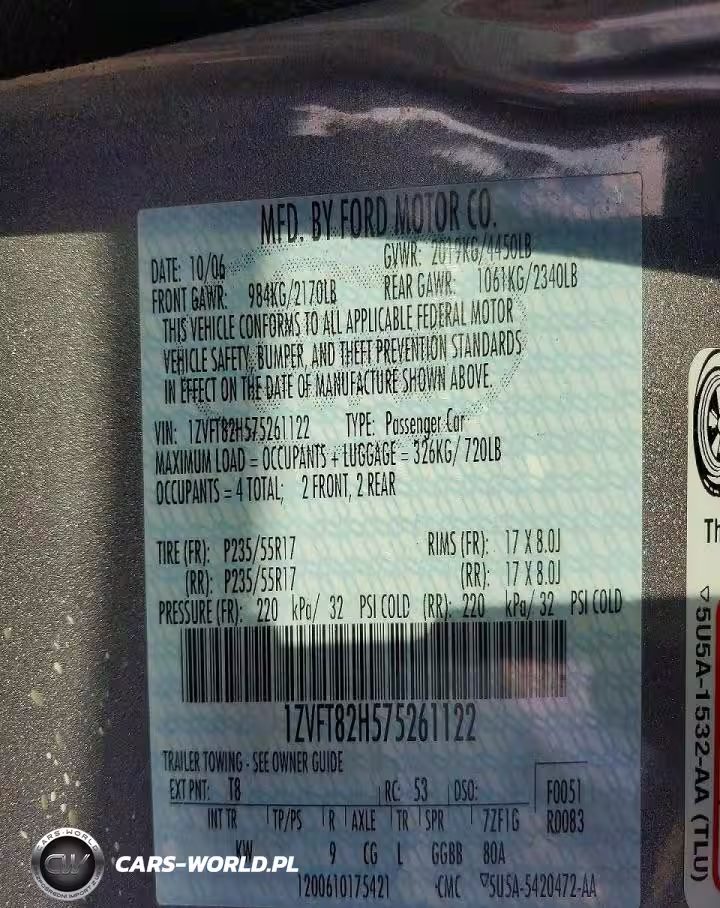 MFD. BY FORD MOTOR CO.
DATE: 10/06 GVWR: 2019KG/4450LB
FRONT GAWR: 984KG/2170LB REAR GAWR: 1061KG/2340LB
THIS VEHICLE CONFORMS TO ALL APPLICABLE FEDERAL MOTOR
VEHICLE SAFETY, BUMPER, AND THEFT PREVENTION STANDARDS
IN EFFECT ON THE DATE OF MANUFACTURE SHOWN ABOVE.
VIN: 1ZVFT82H575261122 TYPE: Passenger Car
MAXIMUM LOAD = OCCUPANTS + LUGGAGE = 326KG/ 720LB
OCCUPANTS = 4 TOTAL; 2 FRONT, 2 REAR
TIRE (FR): P235/55R17 RIMS (FR): 17 X 8.0J
(RR): P235/55R17 (RR): 17 X 8.0J
PRESSURE (FR): 220 kPa/ 32 PSI COLD (RR): 220 kPa/ 32 PSI COLD
1ZVFT82H575261122
TRAILER TOWING - SEE OWNER GUIDE
EXT PNT: T8 RC: 53 DSO: F0051
INT TR TP/PS R AXLE TR SPR 7ZF1G R0083
KW 9 CG L GGBB 80A
1200610175421 CMC ▽5U5A-5420472-AA
Th
▽5U5A-1532-AA (TLU)
CARS-WORLD
CW
CARS-WORLD.PL